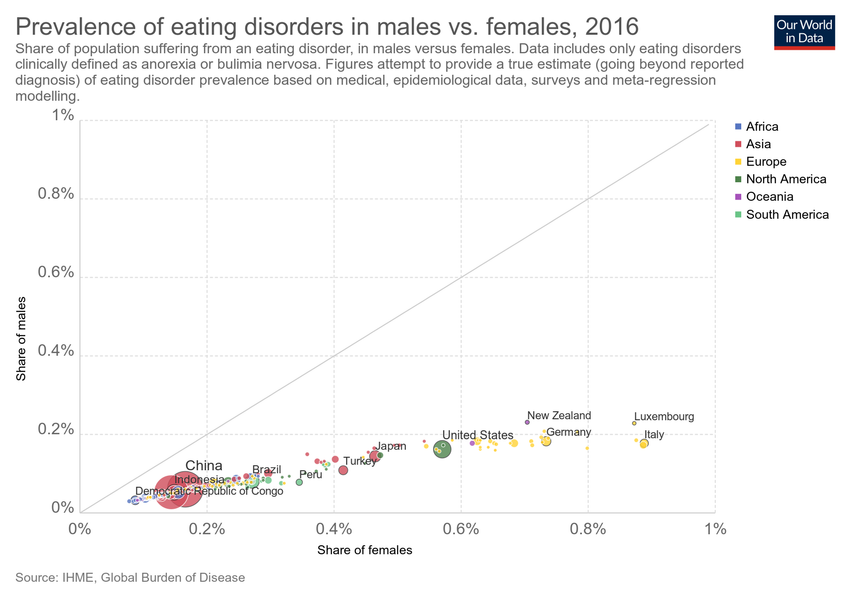 Prevalence of eating disorders in males vs. females, 2016
Our World
in Data
Share of population suffering from an eating disorder, in males versus females. Data includes only eating disorders
clinically defined as anorexia or bulimia nervosa. Figures attempt to provide a true estimate (going beyond reported
diagnosis) of eating disorder prevalence based on medical, epidemiological data, surveys and meta-regression
modelling.
1%
Africa
Asia
Europe
North America
Oceania
South America
0.8%
0.6%
0.4%
0.2%
0%
Share of males
New Zealand
Luxembourg
United States
Germany
Italy
Japan
Turkey
China
Brazil
Peru
Indonesia
Democratic Republic of Congo
0%
0.2%
0.4%
0.6%
0.8%
1%
Share of females
Source: IHME, Global Burden of Disease